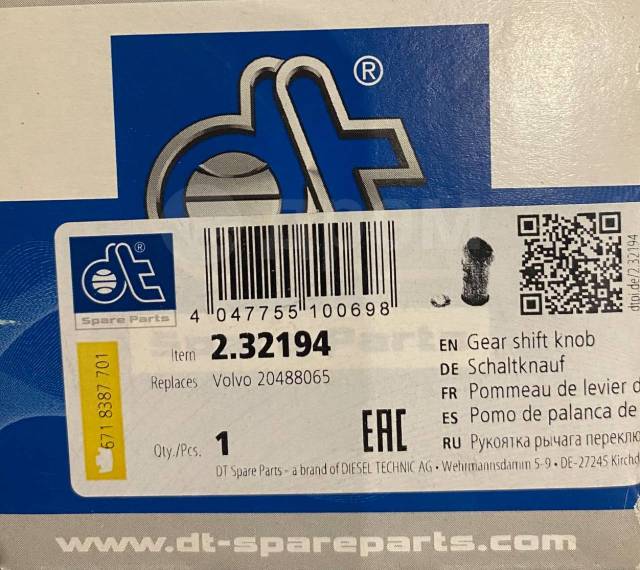 dt
®
dt
®
Spare Parts
4 047755 100698
dtol.de/2.32194
Item 2.32194
Replaces Volvo 20488065
671 8387 701
Qty./Pcs. 1
EAC
EN Gear shift knob
DE Schaltknauf
FR Pommeau de levier d
ES Pomo de palanca de
RU Рукоятка рычага переклю
DT Spare Parts - a brand of DIESEL TECHNIC AG • Wehrmannsdamm 5-9 • DE-27245 Kirchd
www.dt-spareparts.com